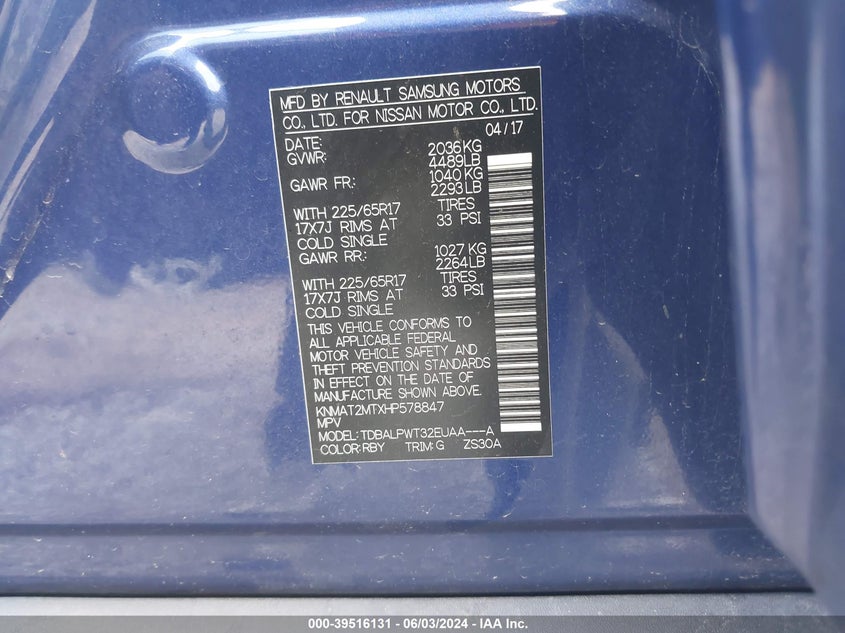 MFD BY RENAULT SAMSUNG MOTORS
CO., LTD. FOR NISSAN MOTOR CO., LTD.
DATE: 04/17
GVWR: 2036KG
4489LB
GAWR FR.: 1040 KG
2293LB
WITH 225/65R17 TIRES
17X7J RIMS AT 33 PSI
COLD SINGLE
GAWR RR.: 1027 KG
2264LB
WITH 225/65R17 TIRES
17X7J RIMS AT 33 PSI
COLD SINGLE
THIS VEHICLE CONFORMS TO
ALL APPLICABLE FEDERAL
MOTOR VEHICLE SAFETY AND
THEFT PREVENTION STANDARDS
IN EFFECT ON THE DATE OF
MANUFACTURE SHOWN ABOVE.
KNMAT2MTXHP578847
MPV
MODEL:TDBALPWT32EUAA---A
COLOR:RBY TRIM:G ZS30A
000-39516131 - 06/03/2024 - IAA Inc.